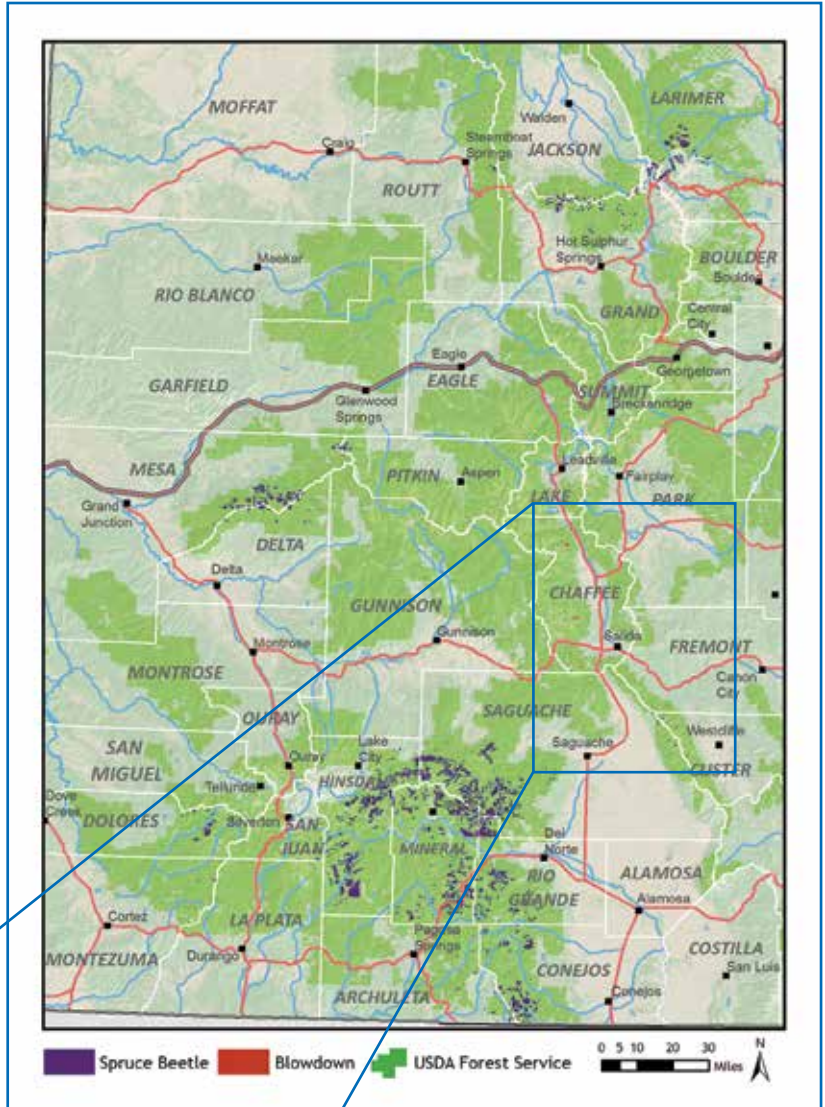 MOFFAT
LARIMER
Walden
Craig
Steamboat
Springs
JACKSON
ROUTT
Meeker
Hot Sulphur
Springs
BOULDER
Boulder
RIO BLANCO
GRAND
Central
City
Eagle
EAGLE
Georgetown
GARFIELD
Glenwood
Springs
SUMMIT
Breckenridge
MESA
PITKIN
Aspen
Leadville
Fairplay
LAKE
PARK
Grand
Junction
DELTA
Delta
CHAFFEE
GUNNISON
Gunnison
Salida
FREMONT
Montrose
Canon
City
MONTROSE
SAGUACHE
OURAY
Westcliffe
SAN
MIGUEL
Ouray
Lake
City
Saguache
CUSTER
HINSDALE
Telluride
Dove
Creek
DOLORES
Silverton
SAN
JUAN
MINERAL
Del
Norte
RIO
GRANDE
ALAMOSA
Alamosa
Cortez
LA PLATA
Pagosa
Springs
COSTILLA
San Luis
MONTEZUMA
Durango
CONEJOS
ARCHULETA
Conejos
Spruce Beetle
Blowdown
USDA Forest Service
0 5 10 20 30
Miles
N